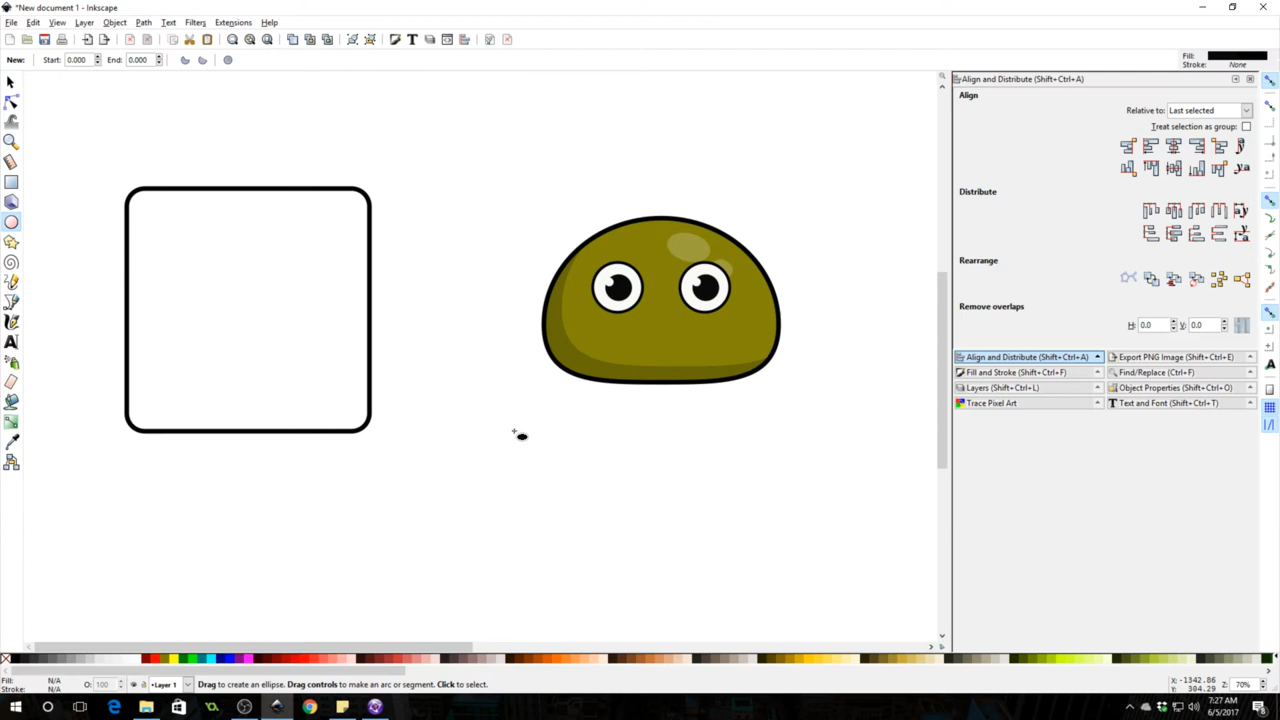 *New document 1 - Inkscape
File Edit View Layer Object Path Text Filters Extensions Help
New: Start: 0.000 End: 0.000
Fill:
Stroke: None
Align and Distribute (Shift+Ctrl+A)
Align
Relative to: Last selected
Treat selection as group:
Distribute
Rearrange
Remove overlaps
H: 0.0 V: 0.0
Align and Distribute (Shift+Ctrl+A) Export PNG Image (Shift+Ctrl+E)
Fill and Stroke (Shift+Ctrl+F) Find/Replace (Ctrl+F)
Layers (Shift+Ctrl+L) Object Properties (Shift+Ctrl+O)
Trace Pixel Art Text and Font (Shift+Ctrl+T)
Fill: N/A
Stroke: N/A
O: 100
Layer 1
Drag to create an ellipse. Drag controls to make an arc or segment. Click to select.
X: -1342.86
Y: 304.29
Z: 70%
7:27 AM
6/5/2017